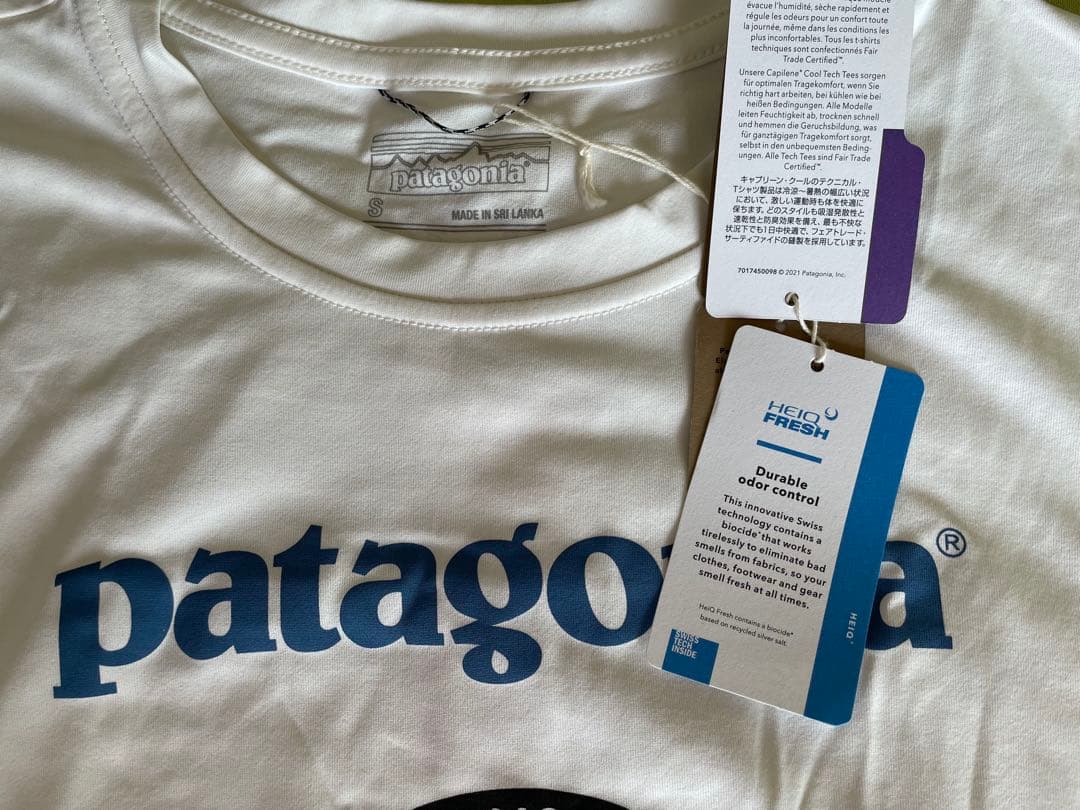 évacue l'humidité, sèche rapidement et
régule les odeurs pour un confort toute
la journée, même dans les conditions les
plus inconfortables. Tous les t-shirts
techniques sont confectionnés Fair
Trade Certified™.
Unsere Capilene® Cool Tech Tees sorgen
für optimalen Tragekomfort, wenn Sie
richtig hart arbeiten, bei kühlen wie bei
heißen Bedingungen. Alle Modelle
leiten Feuchtigkeit ab, trocknen schnell
und hemmen die Geruchsbildung, was
für ganztägigen Tragekomfort sorgt,
selbst in den unbequemsten Beding-
ungen. Alle Tech Tees sind Fair Trade
Certified™.
キャプリーン・クールのテクニカル・
Tシャツ製品は冷涼〜暑熱の幅広い状況
において、激しい運動時も体を快適に
保ちます。どのスタイルも吸湿発散性と
速乾性と防臭効果を備え、最も不快な
状況下でも1日中快適で、フェアトレード・
サーティファイドの縫製を採用しています。
7017450098 © 2021 Patagonia, Inc.
patagonia®
S
MADE IN SRI LANKA
HEIQ
FRESH
Durable
odor control
This innovative Swiss
technology contains a
biocide* that works
tirelessly to eliminate bad
smells from fabrics, so your
clothes, footwear and gear
smell fresh at all times.
HeiQ Fresh contains a biocide*
based on recycled silver salt
SWISS
TECH
INSIDE
HEIQ
patago a®